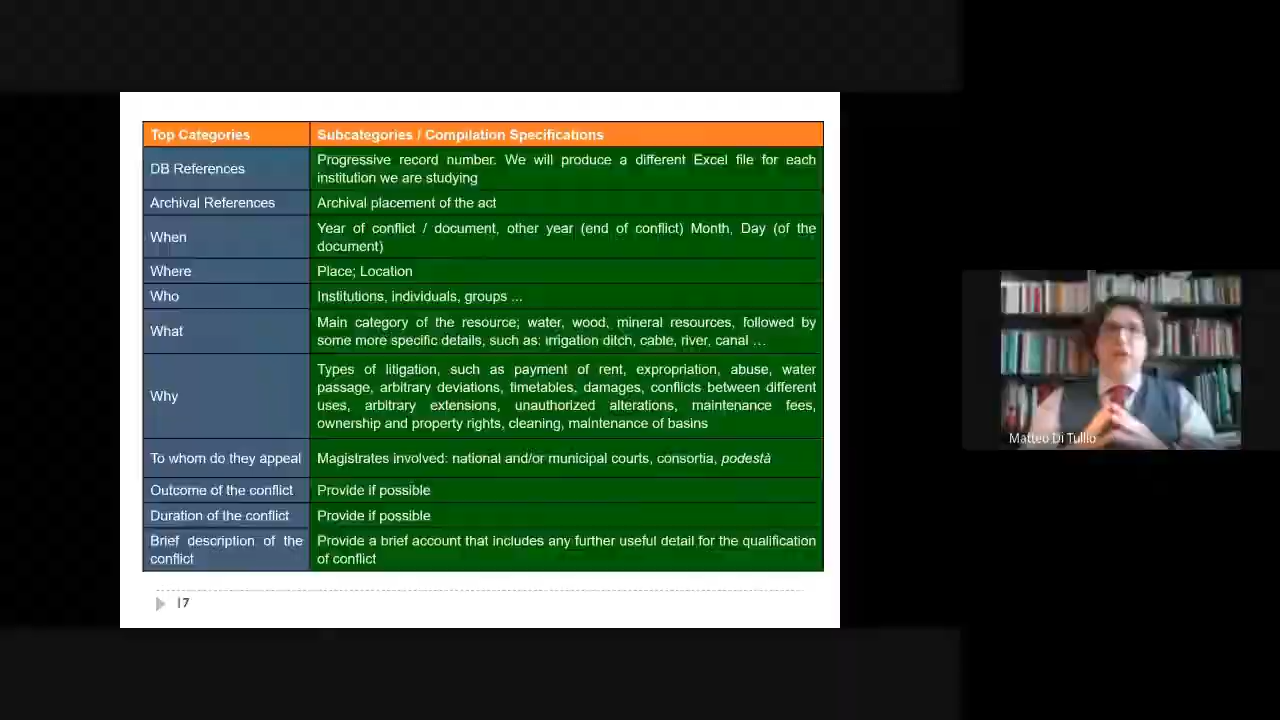 Top Categories
Subcategories / Compilation Specifications
DB References
Progressive record number. We will produce a different Excel file for each
institution we are studying
Archival References
Archival placement of the act
When
Year of conflict / document, other year (end of conflict) Month, Day (of the
document)
Where
Place; Location
Who
Institutions, individuals, groups ...
What
Main category of the resource; water, wood, mineral resources, followed by
some more specific details, such as: irrigation ditch, cable, river, canal ...
Why
Types of litigation, such as payment of rent, expropriation, abuse, water
passage, arbitrary deviations, timetables, damages, conflicts between different
uses, arbitrary extensions, unauthorized alterations, maintenance fees,
ownership and property rights, cleaning, maintenance of basins
To whom do they appeal
Magistrates involved: national and/or municipal courts, consortia, podestà
Outcome of the conflict
Provide if possible
Duration of the conflict
Provide if possible
Brief description of the
conflict
Provide a brief account that includes any further useful detail for the qualification
of conflict
17
Matteo Di Tullio